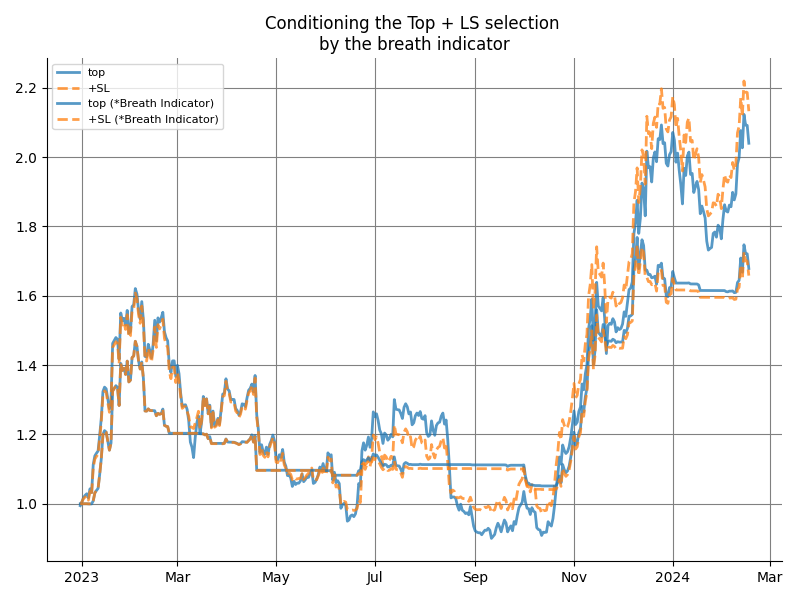 Conditioning the Top + LS selection
by the breath indicator
top
+SL
top (*Breath Indicator)
+SL (*Breath Indicator)
2.2
2.0
1.8
1.6
1.4
1.2
1.0
2023
Mar
May
Jul
Sep
Nov
2024
Mar